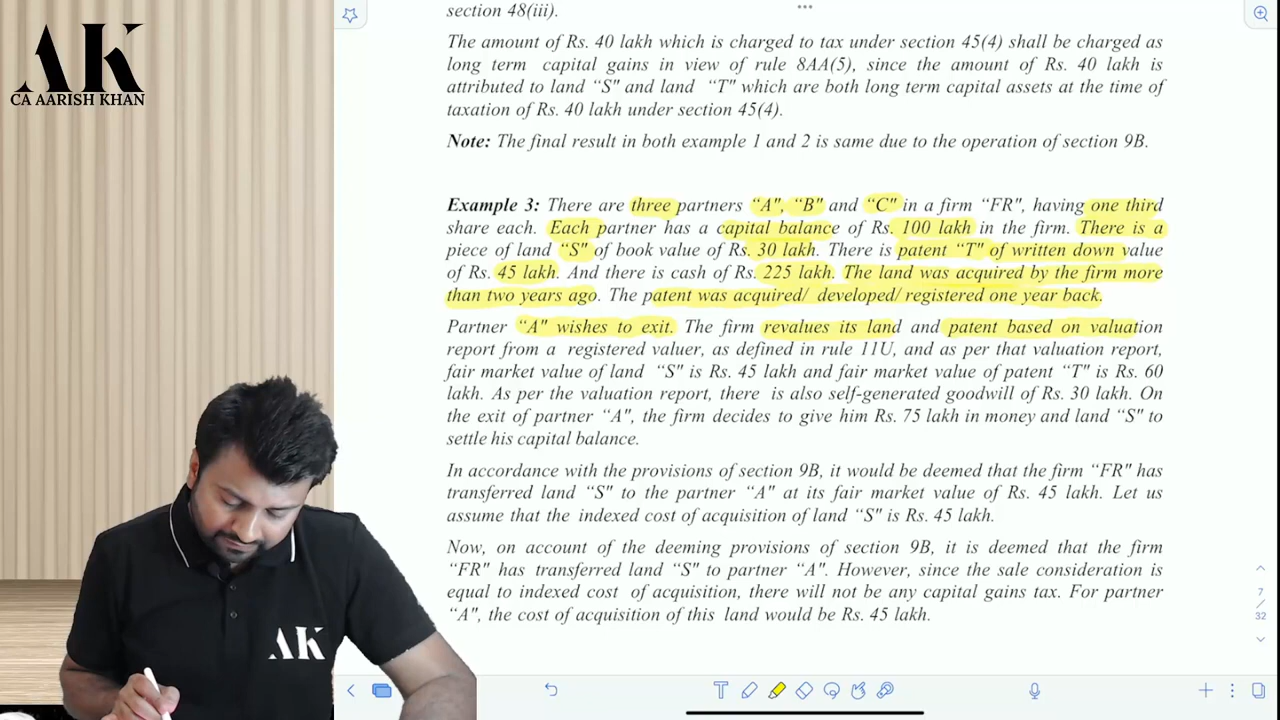 AK
CA AARISH KHAN
section 48(iii).
The amount of Rs. 40 lakh which is charged to tax under section 45(4) shall be charged as
long term capital gains in view of rule 8AA(5), since the amount of Rs. 40 lakh is
attributed to land “S” and land “T” which are both long term capital assets at the time of
taxation of Rs. 40 lakh under section 45(4).
Note: The final result in both example 1 and 2 is same due to the operation of section 9B.
Example 3: There are three partners “A”, “B” and “C” in a firm “FR”, having one third
share each. Each partner has a capital balance of Rs. 100 lakh in the firm. There is a
piece of land “S” of book value of Rs. 30 lakh. There is patent “T” of written down value
of Rs. 45 lakh. And there is cash of Rs. 225 lakh. The land was acquired by the firm more
than two years ago. The patent was acquired/ developed/ registered one year back.
Partner “A” wishes to exit. The firm revalues its land and patent based on valuation
report from a registered valuer, as defined in rule 11U, and as per that valuation report,
fair market value of land “S” is Rs. 45 lakh and fair market value of patent “T” is Rs. 60
lakh. As per the valuation report, there is also self-generated goodwill of Rs. 30 lakh. On
the exit of partner “A”, the firm decides to give him Rs. 75 lakh in money and land “S” to
settle his capital balance.
In accordance with the provisions of section 9B, it would be deemed that the firm “FR” has
transferred land “S” to the partner “A” at its fair market value of Rs. 45 lakh. Let us
assume that the indexed cost of acquisition of land “S” is Rs. 45 lakh.
Now, on account of the deeming provisions of section 9B, it is deemed that the firm
“FR” has transferred land “S” to partner “A”. However, since the sale consideration is
equal to indexed cost of acquisition, there will not be any capital gains tax. For partner
“A”, the cost of acquisition of this land would be Rs. 45 lakh.
7
32
AK